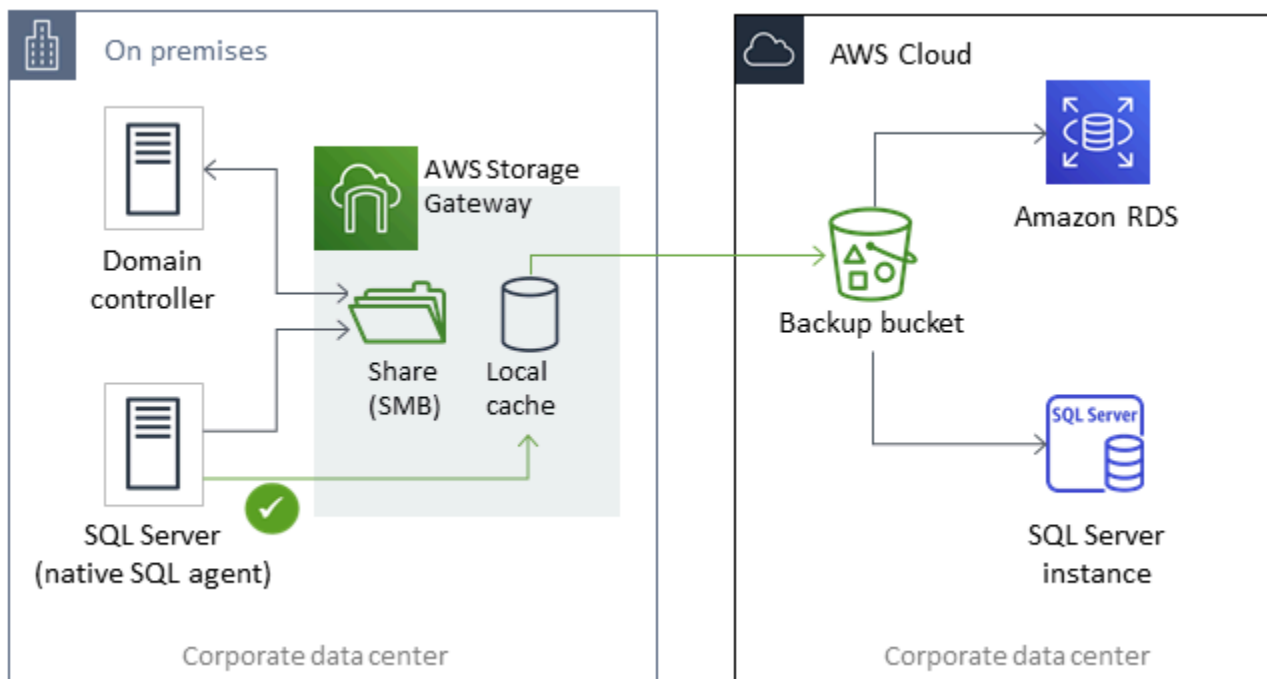 On premises
AWS Cloud
AWS Storage
Gateway
Domain
controller
Share
(SMB)
Local
cache
SQL Server
(native SQL agent)
Corporate data center
Amazon RDS
Backup bucket
SQL Server
SQL Server
instance
Corporate data center